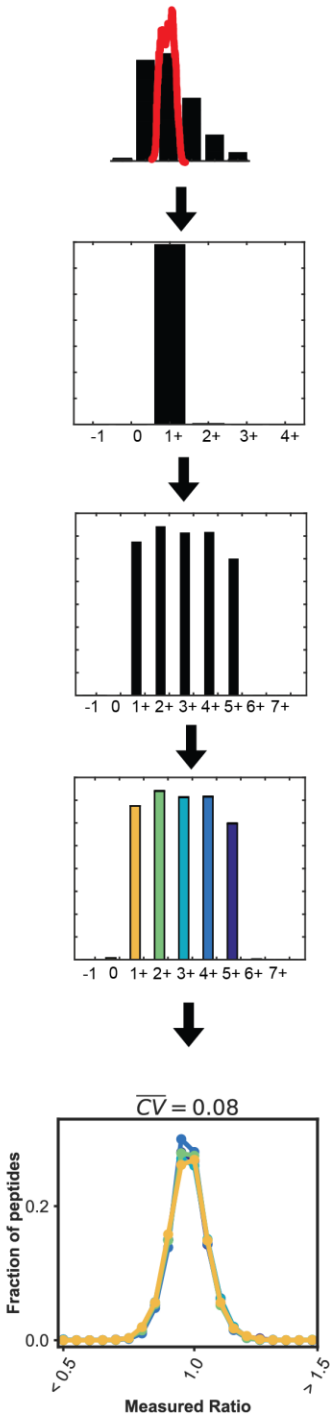 -1 0 1+ 2+ 3+ 4+
-1 0 1+ 2+ 3+ 4+ 5+ 6+ 7+
-1 0 1+ 2+ 3+ 4+ 5+ 6+ 7+
CV = 0.08
Fraction of peptides
0.2
0.0
< 0.5 1.0 > 1.5
Measured Ratio